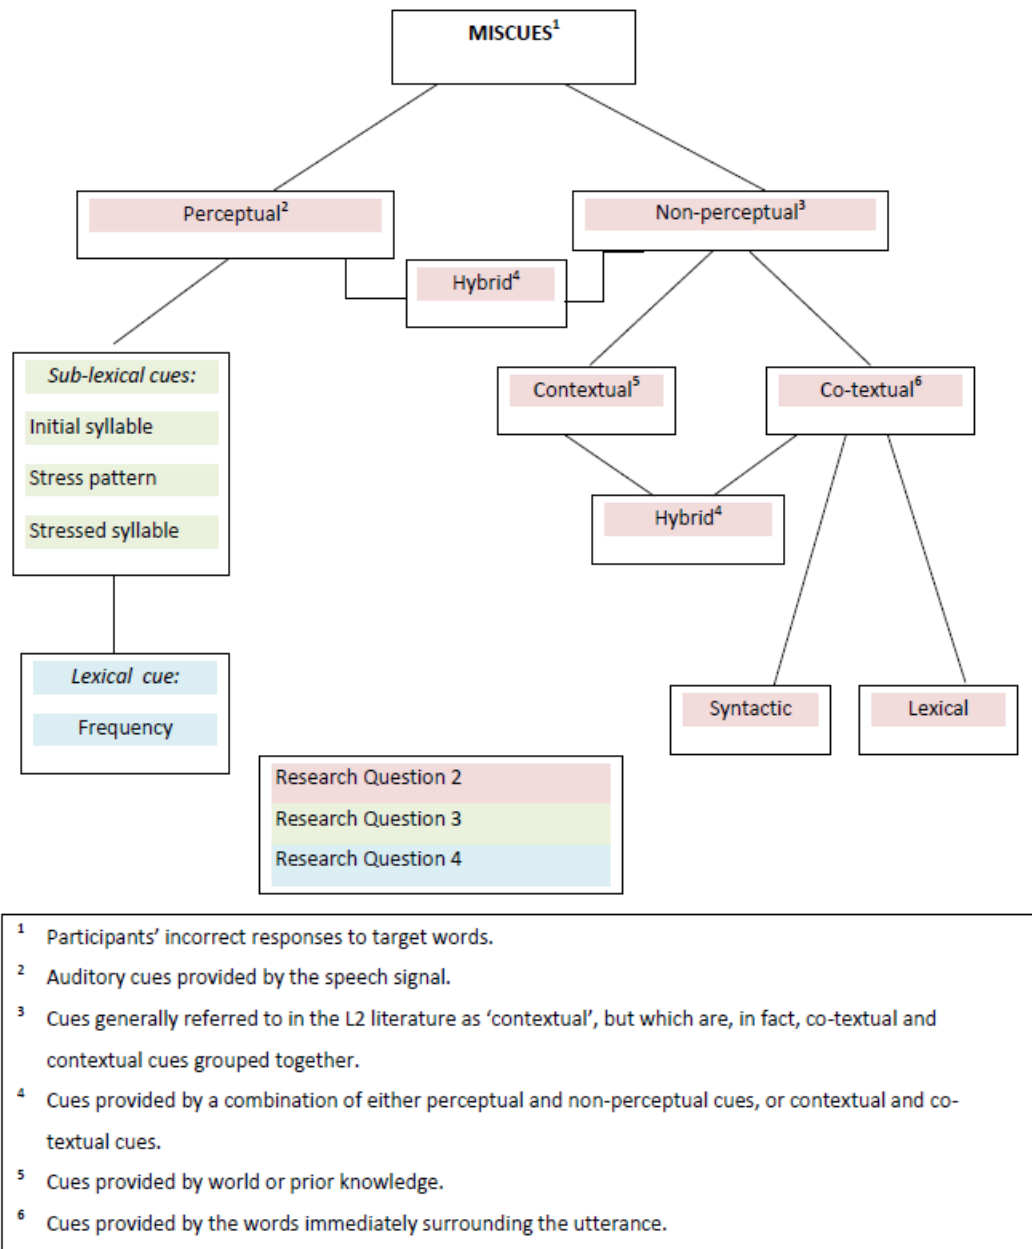 MISCUES¹
Perceptual²
Non-perceptual³
Hybrid⁴
Sub-lexical cues:
Initial syllable
Stress pattern
Stressed syllable
Contextual⁵
Co-textual⁶
Hybrid⁴
Lexical cue:
Frequency
Syntactic
Lexical
Research Question 2
Research Question 3
Research Question 4
¹ Participants’ incorrect responses to target words.
² Auditory cues provided by the speech signal.
³ Cues generally referred to in the L2 literature as ‘contextual’, but which are, in fact, co-textual and
contextual cues grouped together.
⁴ Cues provided by a combination of either perceptual and non-perceptual cues, or contextual and co-
textual cues.
⁵ Cues provided by world or prior knowledge.
⁶ Cues provided by the words immediately surrounding the utterance.